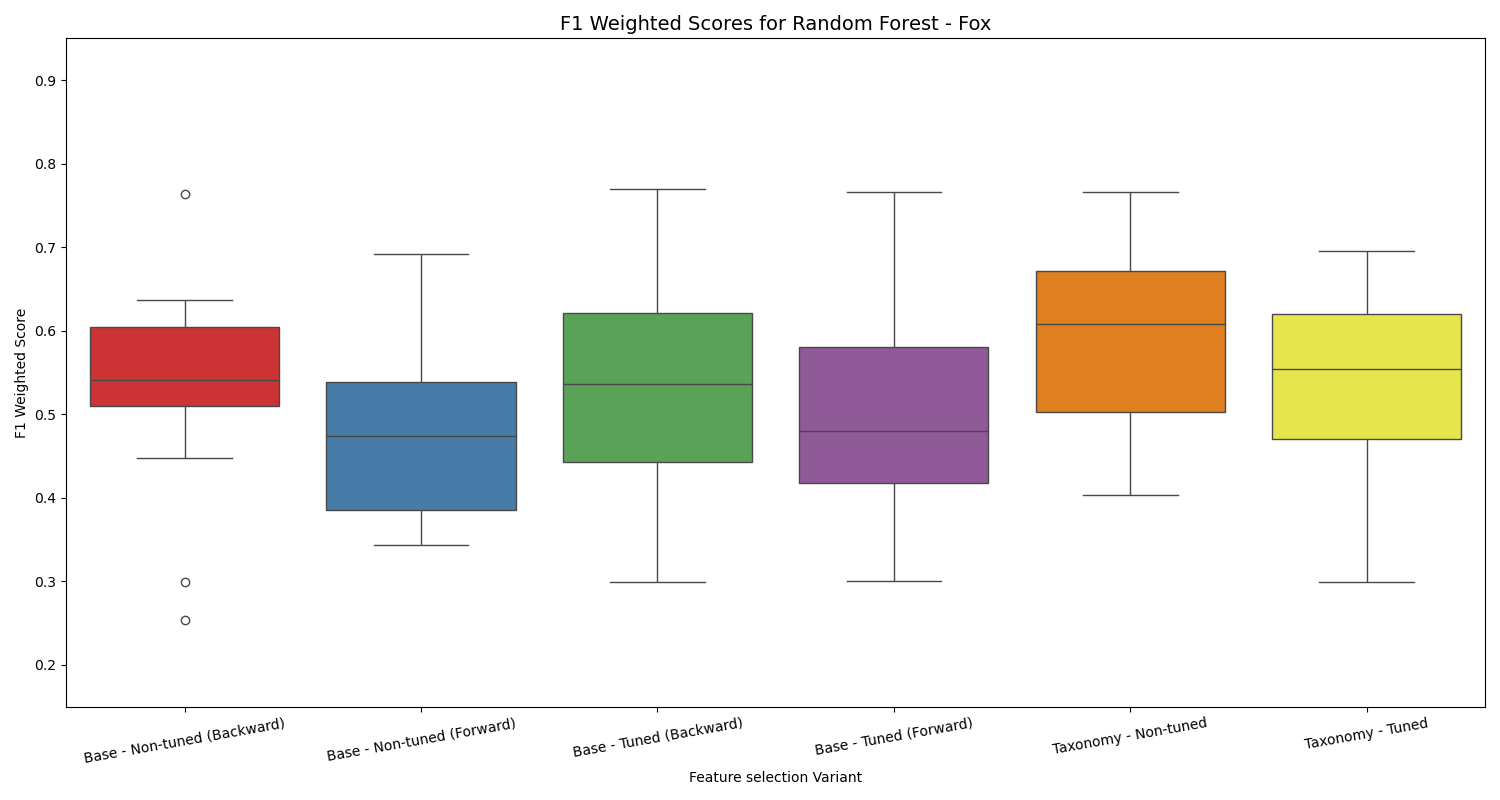 F1 Weighted Scores for Random Forest - Fox
F1 Weighted Score
0.9
0.8
0.7
0.6
0.5
0.4
0.3
0.2
Base - Non-tuned (Backward)
Base - Non-tuned (Forward)
Base - Tuned (Backward)
Base - Tuned (Forward)
Taxonomy - Non-tuned
Taxonomy - Tuned
Feature selection Variant